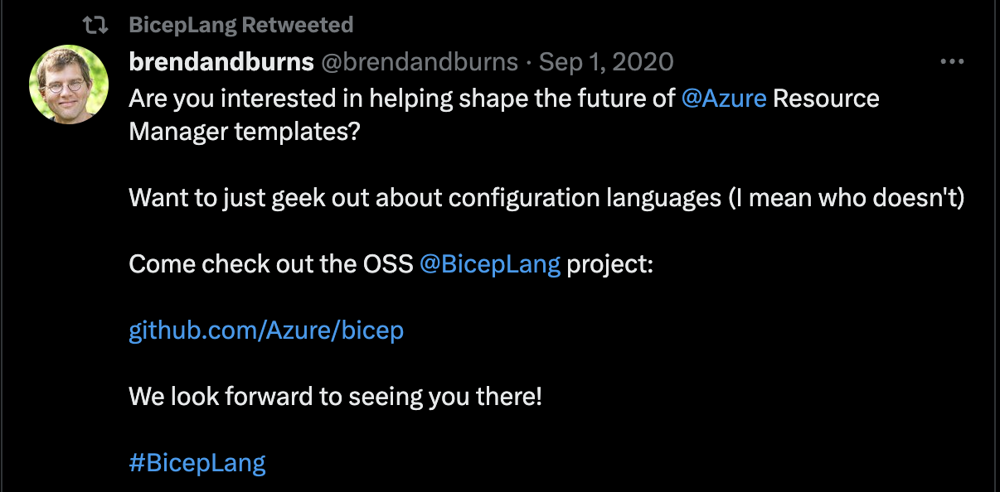 BicepLang Retweeted
brendandburns @brendandburns · Sep 1, 2020
Are you interested in helping shape the future of @Azure Resource
Manager templates?
Want to just geek out about configuration languages (I mean who doesn't)
Come check out the OSS @BicepLang project:
github.com/Azure/bicep
We look forward to seeing you there!
#BicepLang